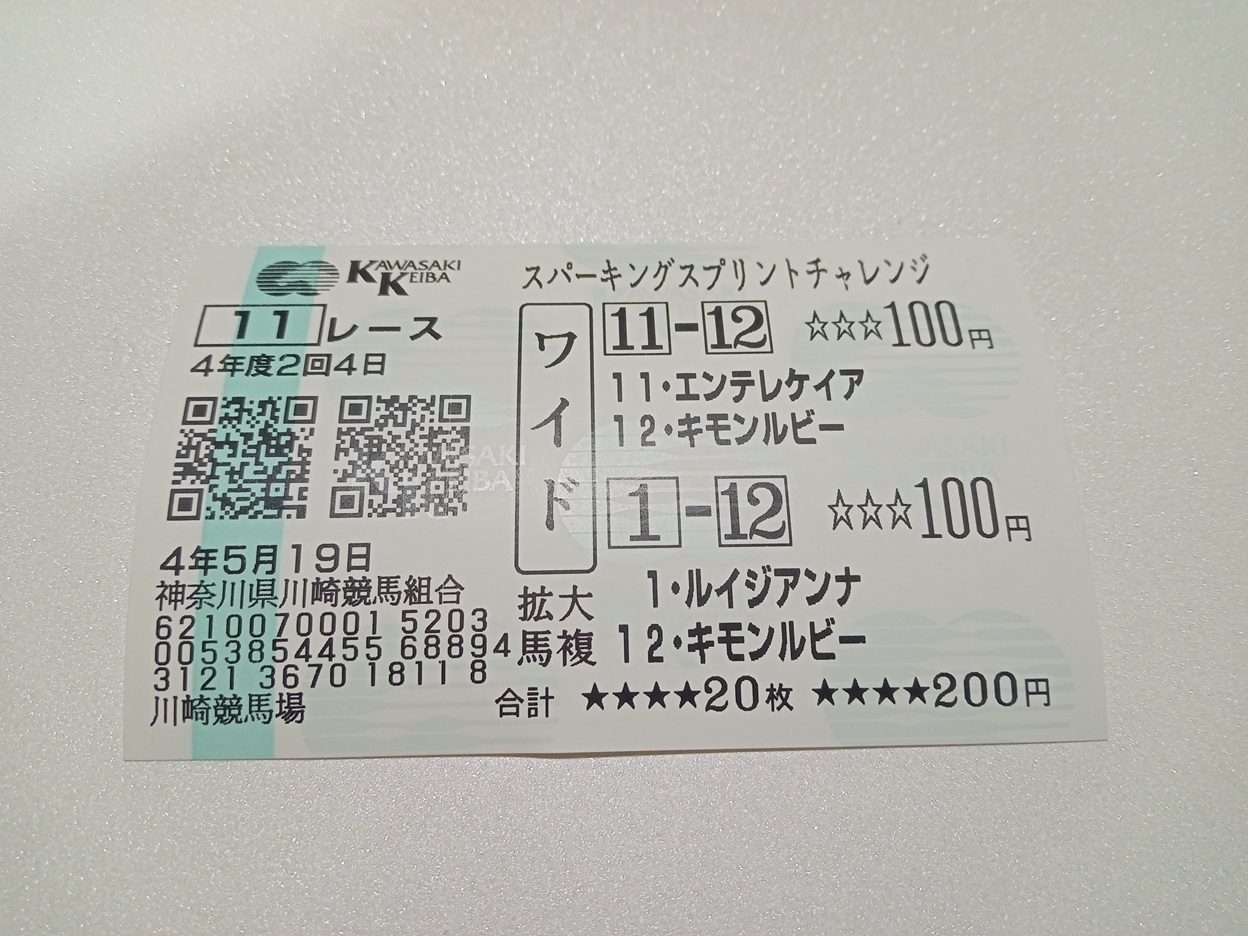 KAWASAKI KEIBA
11レース
4年度2回4日
4年5月19日
神奈川県川崎競馬組合
6210070001 5203
0053854455 688944
3121 3670 1811 8
川崎競馬場
スパーキングスプリントチャレンジ
ワイド
拡大馬複
11-12 ☆☆☆100円
11・エンテレケイア
12・キモンルビー
1-12 ☆☆☆100円
1・ルイジアンナ
12・キモンルビー
合計 ★★★★20枚 ★★★★200円